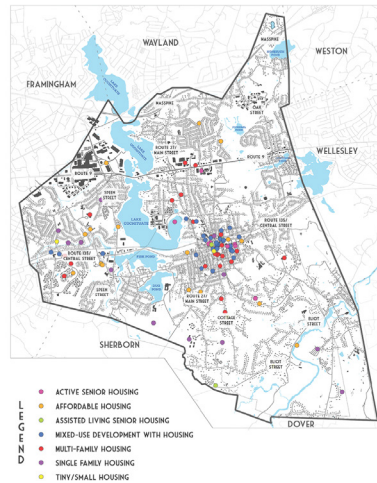 NATICK
WAYLAND
WESTON
FRAMINGHAM
WELLESLEY
OAK
STREET
ROUTE 27/
MAIN STREET
ROUTE 9
ROUTE 9
SPEEN
STREET
LAKE
COCHITUATE
ROUTE 135/
CENTRAL STREET
ROUTE 135/
CENTRAL STREET
DUG POND
SPEEN
STREET
ROUTE 27/
MAIN STREET
COTTAGE
STREET
ELIOT
STREET
ELIOT
STREET
SHERBORN
DOVER
LEGEND
ACTIVE SENIOR HOUSING
AFFORDABLE HOUSING
ASSISTED LIVING SENIOR HOUSING
MIXED-USE DEVELOPMENT WITH HOUSING
MULTI-FAMILY HOUSING
SINGLE FAMILY HOUSING
TINY/SMALL HOUSING